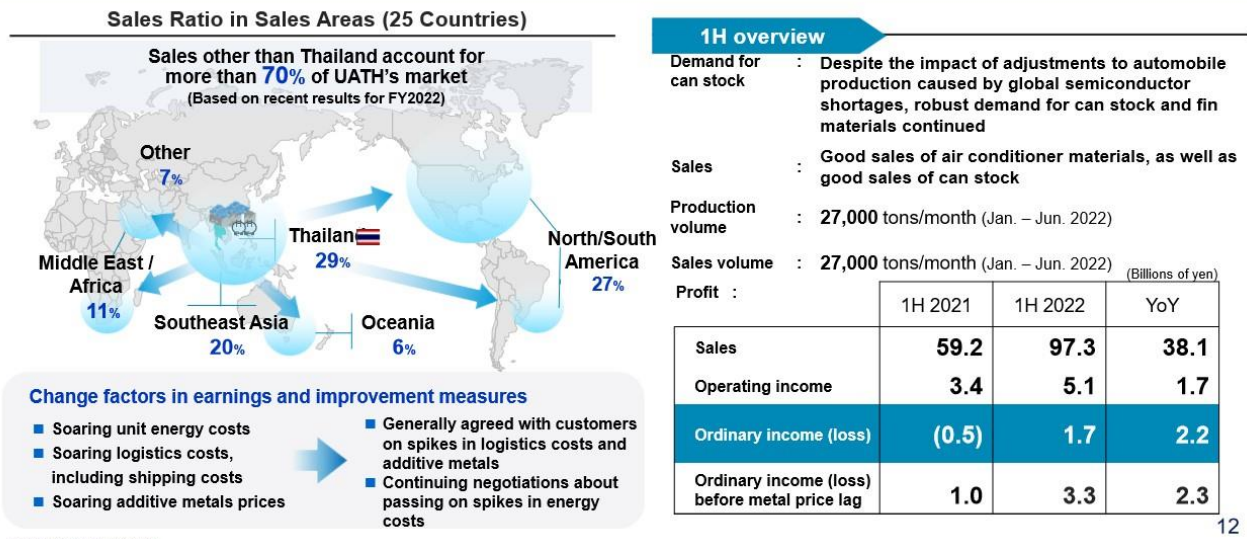 Sales Ratio in Sales Areas (25 Countries)
Sales other than Thailand account for
more than 70% of UATH's market
(Based on recent results for FY2022)
Other
7%
Thailand
29%
North/South
America
27%
Middle East /
Africa
11%
Southeast Asia
20%
Oceania
6%
Change factors in earnings and improvement measures
■ Soaring unit energy costs
■ Soaring logistics costs,
including shipping costs
■ Soaring additive metals prices
■ Generally agreed with customers
on spikes in logistics costs and
additive metals
■ Continuing negotiations about
passing on spikes in energy
costs
1H overview
Demand for
can stock
: Despite the impact of adjustments to automobile
production caused by global semiconductor
shortages, robust demand for can stock and fin
materials continued
Sales : Good sales of air conditioner materials, as well as
good sales of can stock
Production
volume
: 27,000 tons/month (Jan. – Jun. 2022)
Sales volume : 27,000 tons/month (Jan. – Jun. 2022)
(Billions of yen)
Profit :
1H 2021 1H 2022 YoY
Sales 59.2 97.3 38.1
Operating income 3.4 5.1 1.7
Ordinary income (loss) (0.5) 1.7 2.2
Ordinary income (loss)
before metal price lag 1.0 3.3 2.3
12